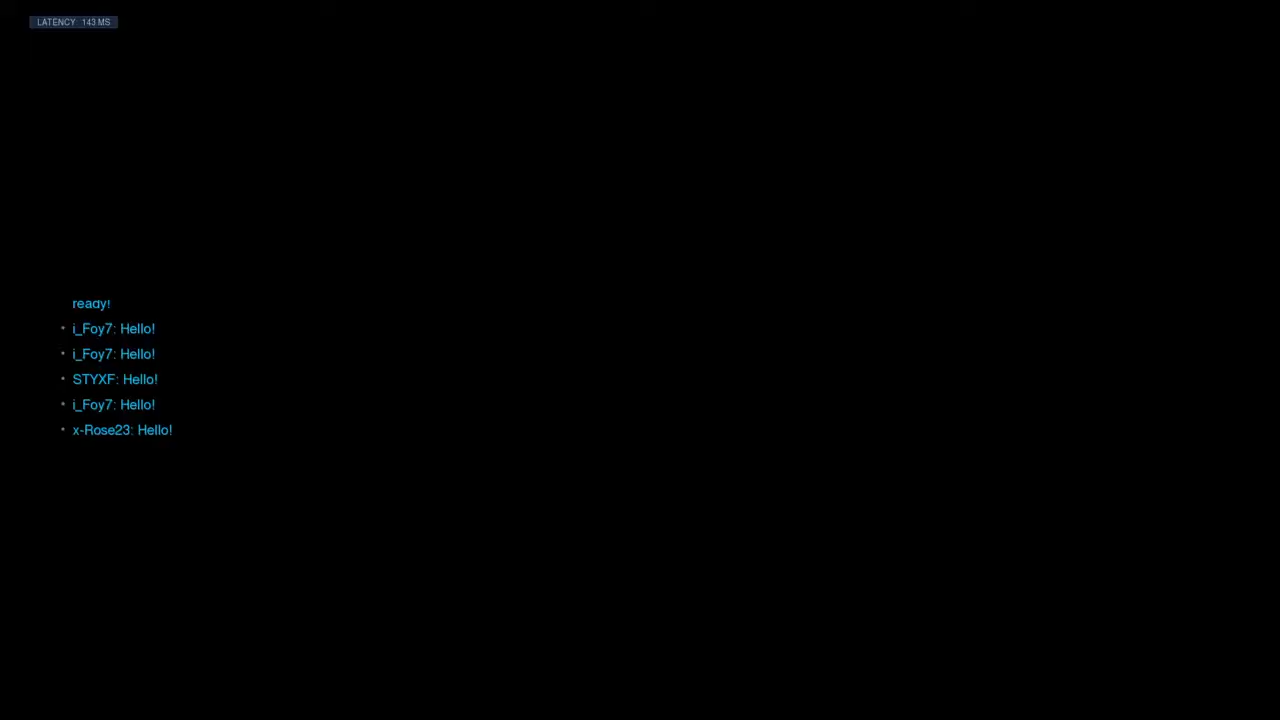 LATENCY: 143 MS
ready!
• i_Foy7: Hello!
• i_Foy7: Hello!
• STYXF: Hello!
• i_Foy7: Hello!
• x-Rose23: Hello!